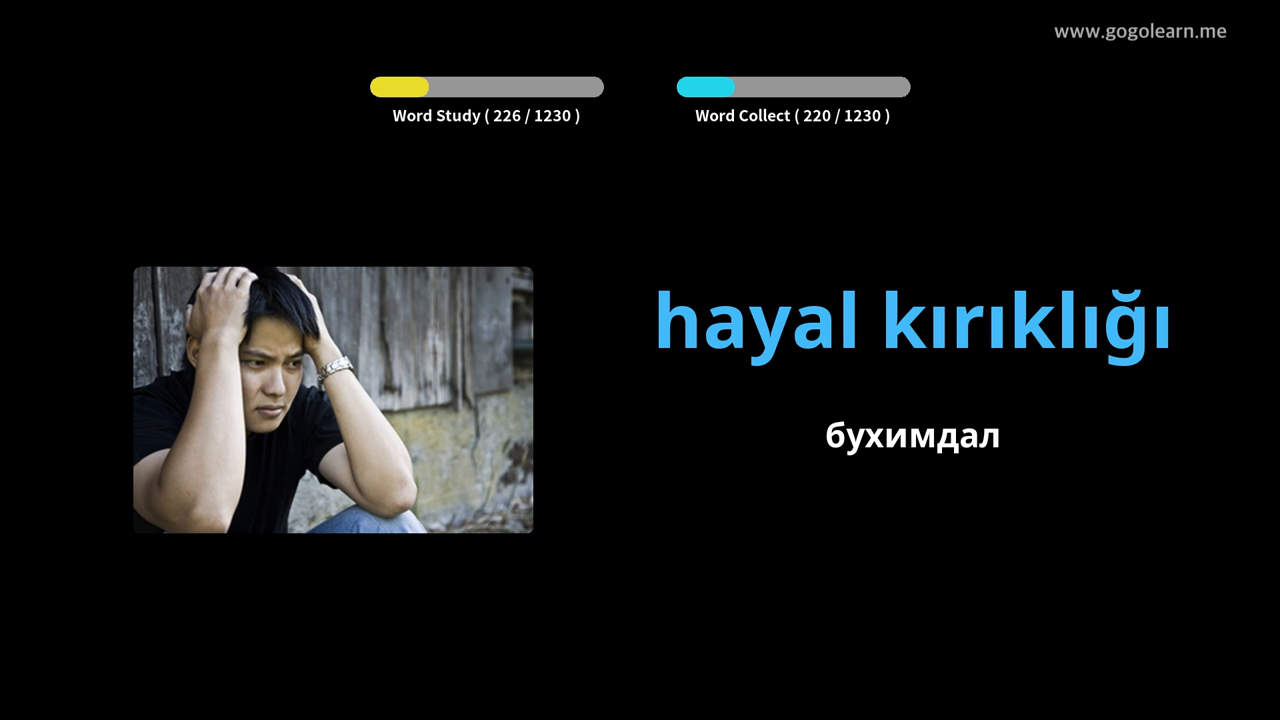 www.gogolearn.me
Word Study ( 226 / 1230 )
Word Collect ( 220 / 1230 )
hayal kırıklığı
бухимдал